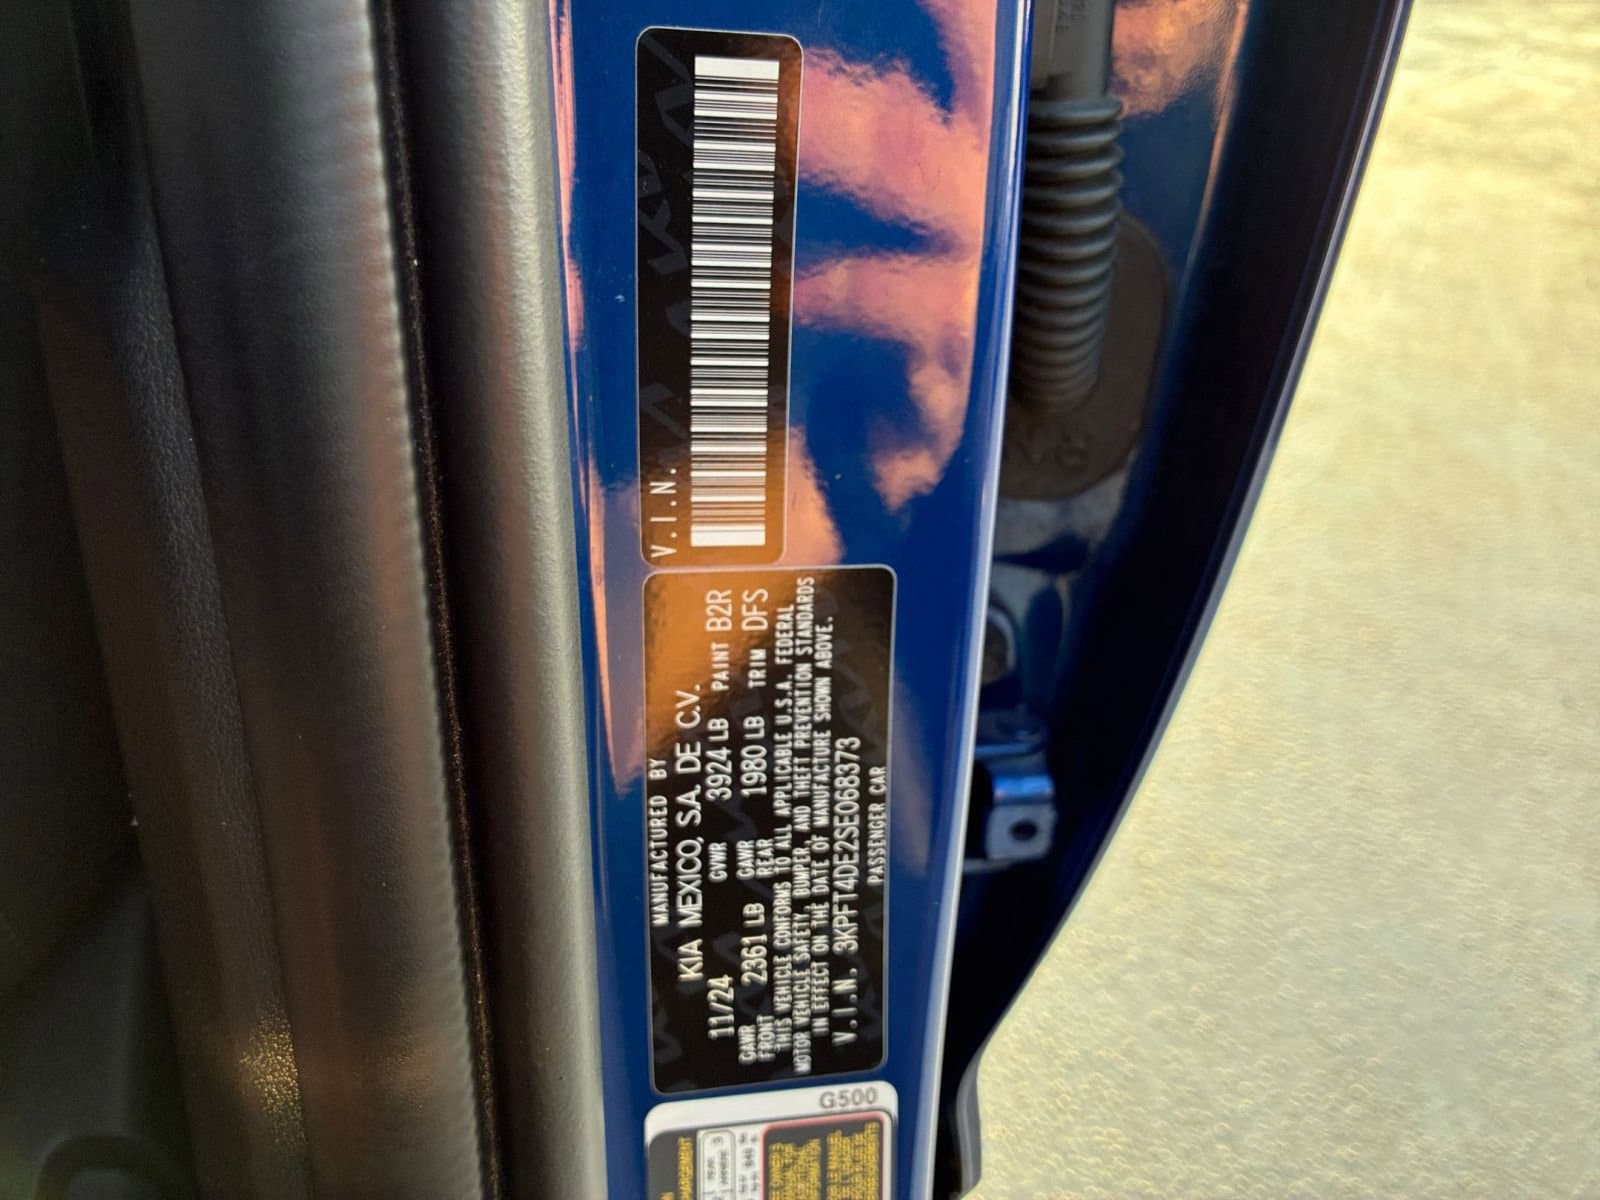 V.I.N.
MANUFACTURED BY
KIA MEXICO, S.A. DE C.V.
11/24 GVWR 3924 LB PAINT B2R
GAWR FRONT 2361 LB GAWR REAR 1980 LB TRIM DFS
THIS VEHICLE CONFORMS TO ALL APPLICABLE U.S.A. FEDERAL
MOTOR VEHICLE SAFETY, BUMPER, AND THEFT PREVENTION STANDARDS
IN EFFECT ON THE DATE OF MANUFACTURE SHOWN ABOVE.
V.I.N. 3KPFT4DE2SE068373
PASSENGER CAR
G500